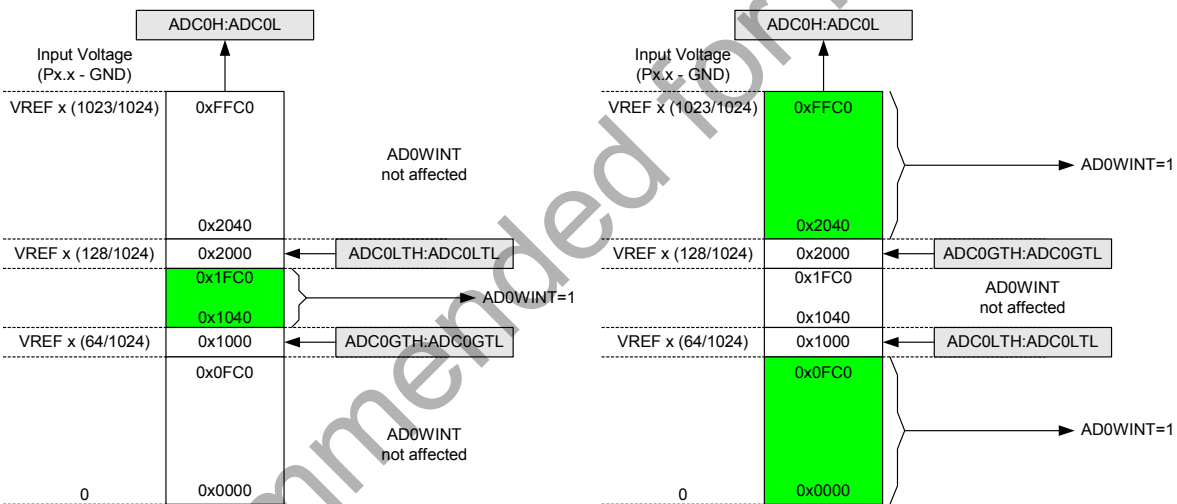 ADC0H:ADC0L
Input Voltage
(Px.x - GND)
VREF x (1023/1024)
0xFFC0
AD0WINT
not affected
0x2040
VREF x (128/1024)
0x2000
ADC0LTH:ADC0LTL
0x1FC0
AD0WINT=1
0x1040
VREF x (64/1024)
0x1000
ADC0GTH:ADC0GTL
0x0FC0
AD0WINT
not affected
0
0x0000
ADC0H:ADC0L
Input Voltage
(Px.x - GND)
VREF x (1023/1024)
0xFFC0
AD0WINT=1
0x2040
VREF x (128/1024)
0x2000
ADC0GTH:ADC0GTL
0x1FC0
AD0WINT
not affected
0x1040
VREF x (64/1024)
0x1000
ADC0LTH:ADC0LTL
0x0FC0
AD0WINT=1
0
0x0000
mmended for